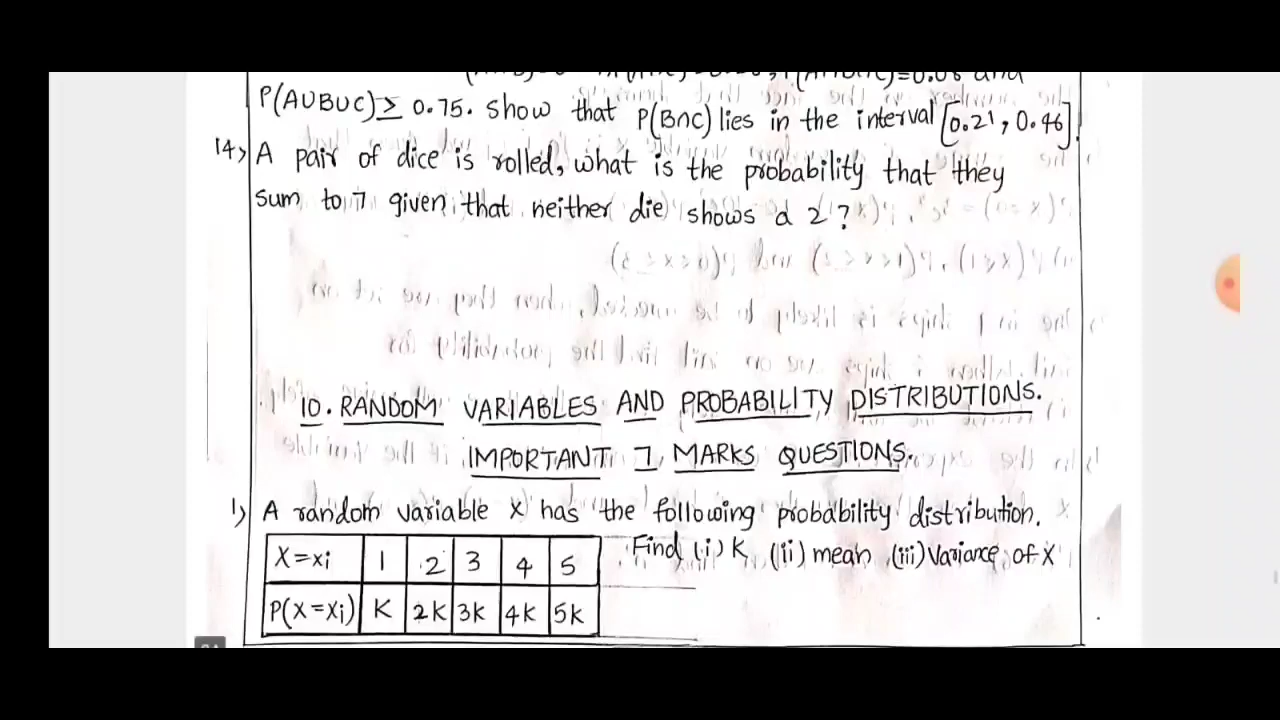 P(AUBUC) ≥ 0.75. show that P(B∩C) lies in the interval [0.21, 0.46].
14) A pair of dice is rolled, what is the probability that they
sum to 7 given that neither die shows a 2?
10. RANDOM VARIABLES AND PROBABILITY DISTRIBUTIONS.
IMPORTANT 7 MARKS QUESTIONS.
1) A random variable X has the following probability distribution.
Find (i) K (ii) mean (iii) Variance of X
X=xi 1 2 3 4 5
P(X=xi) K 2K 3K 4K 5K